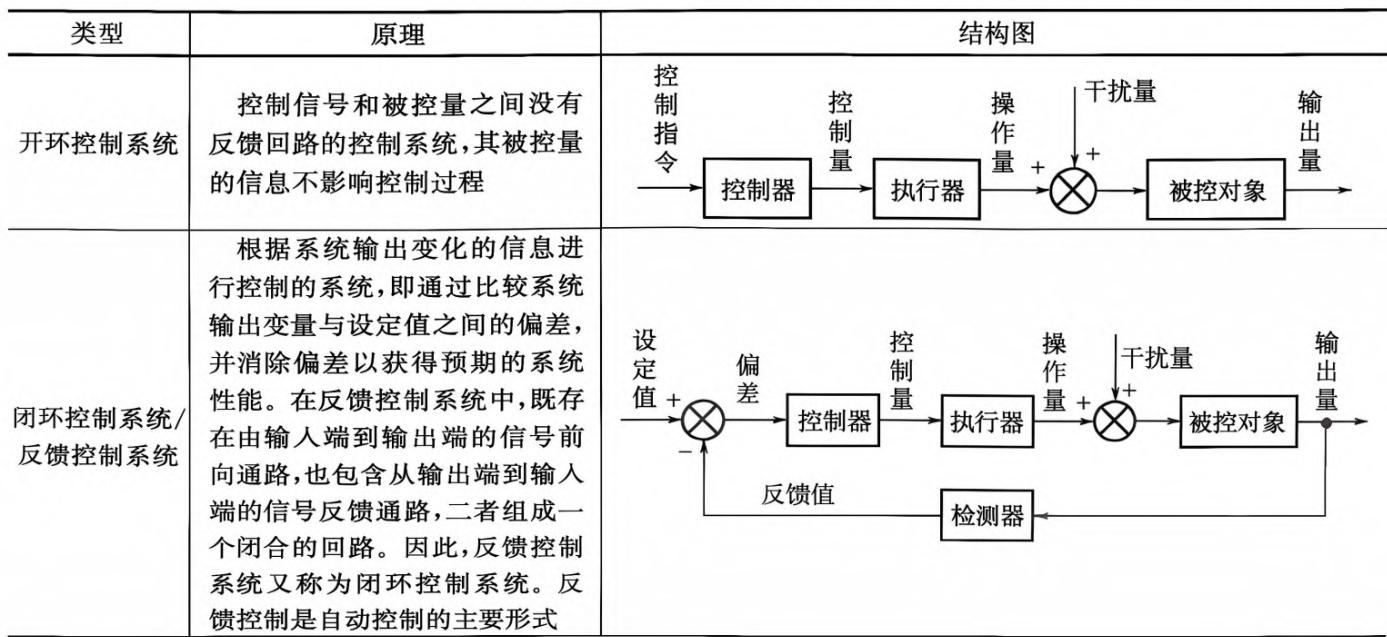 类型
原理
结构图
开环控制系统
控制信号和被控量之间没有
反馈回路的控制系统,其被控量
的信息不影响控制过程
控制指令
控制器
控制量
执行器
操作量
+
干扰量
+
被控对象
输出量
闭环控制系统/
反馈控制系统
根据系统输出变化的信息进
行控制的系统,即通过比较系统
输出变量与设定值之间的偏差,
并消除偏差以获得预期的系统
性能。在反馈控制系统中,既存
在由输入端到输出端的信号前
向通路,也包含从输出端到输入
端的信号反馈通路,二者组成一
个闭合的回路。因此,反馈控制
系统又称为闭环控制系统。反
馈控制是自动控制的主要形式
设定值
+
−
偏差
控制器
控制量
执行器
操作量
+
干扰量
+
被控对象
输出量
反馈值
检测器